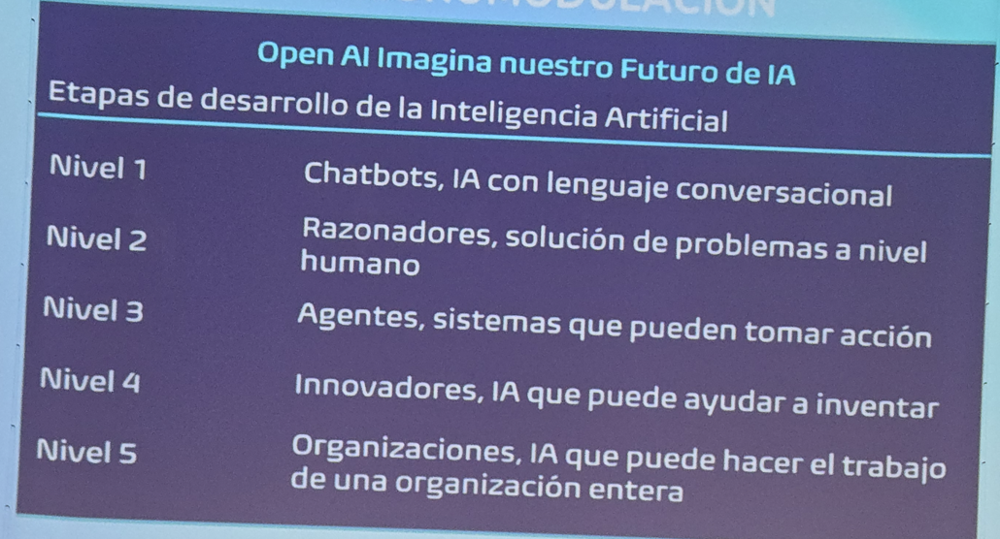 Open AI Imagina nuestro Futuro de IA
Etapas de desarrollo de la Inteligencia Artificial
Nivel 1 Chatbots, IA con lenguaje conversacional
Nivel 2 Razonadores, solución de problemas a nivel
humano
Nivel 3 Agentes, sistemas que pueden tomar acción
Nivel 4 Innovadores, IA que puede ayudar a inventar
Nivel 5 Organizaciones, IA que puede hacer el trabajo
de una organización entera